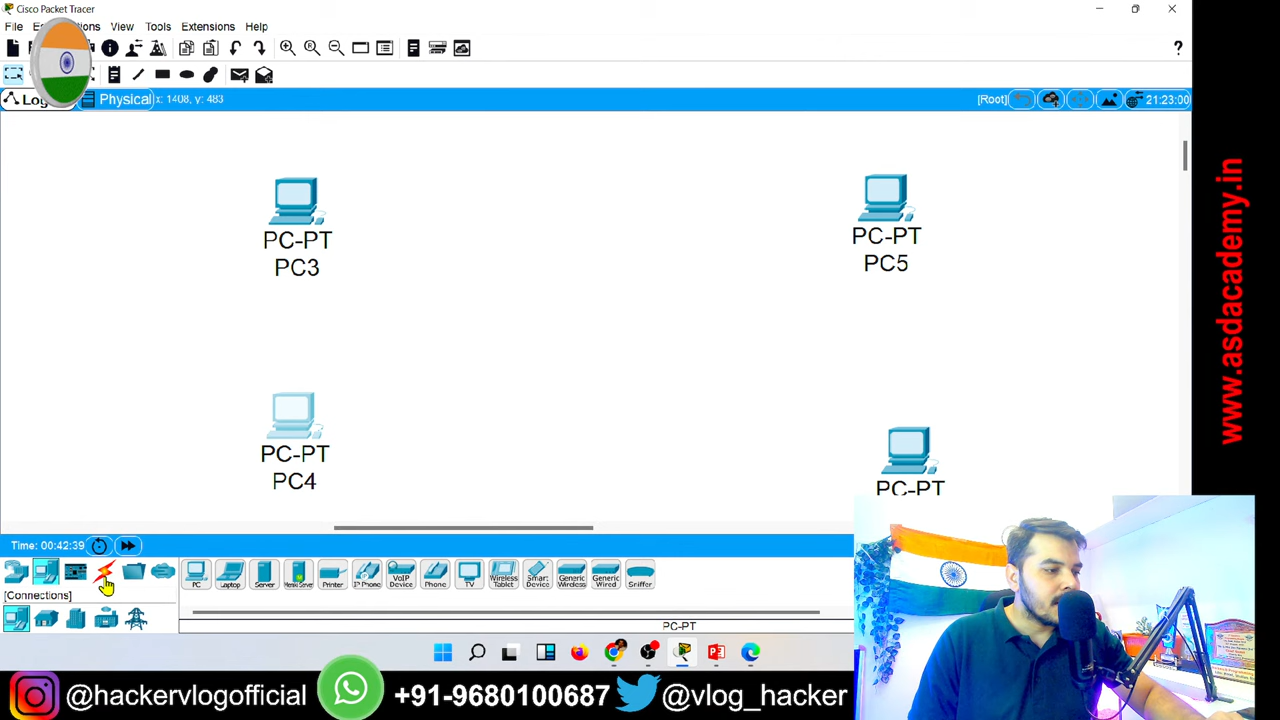 Cisco Packet Tracer
File
View Tools Extensions Help
?
Physical x: 1408, y: 483
[Root] 21:23:00
PC-PT
PC3
PC-PT
PC5
PC-PT
PC4
PC-PT
Time: 00:42:39
[Connections]
PC Laptop Server Printer IP Phone VoIP Device Phone TV Wireless Tablet Smart Device Generic Wireless Generic Wired Sniffer
PC-PT
@hackervlogofficial +91-9680100687 @vlog_hacker
www.asdacademy.in